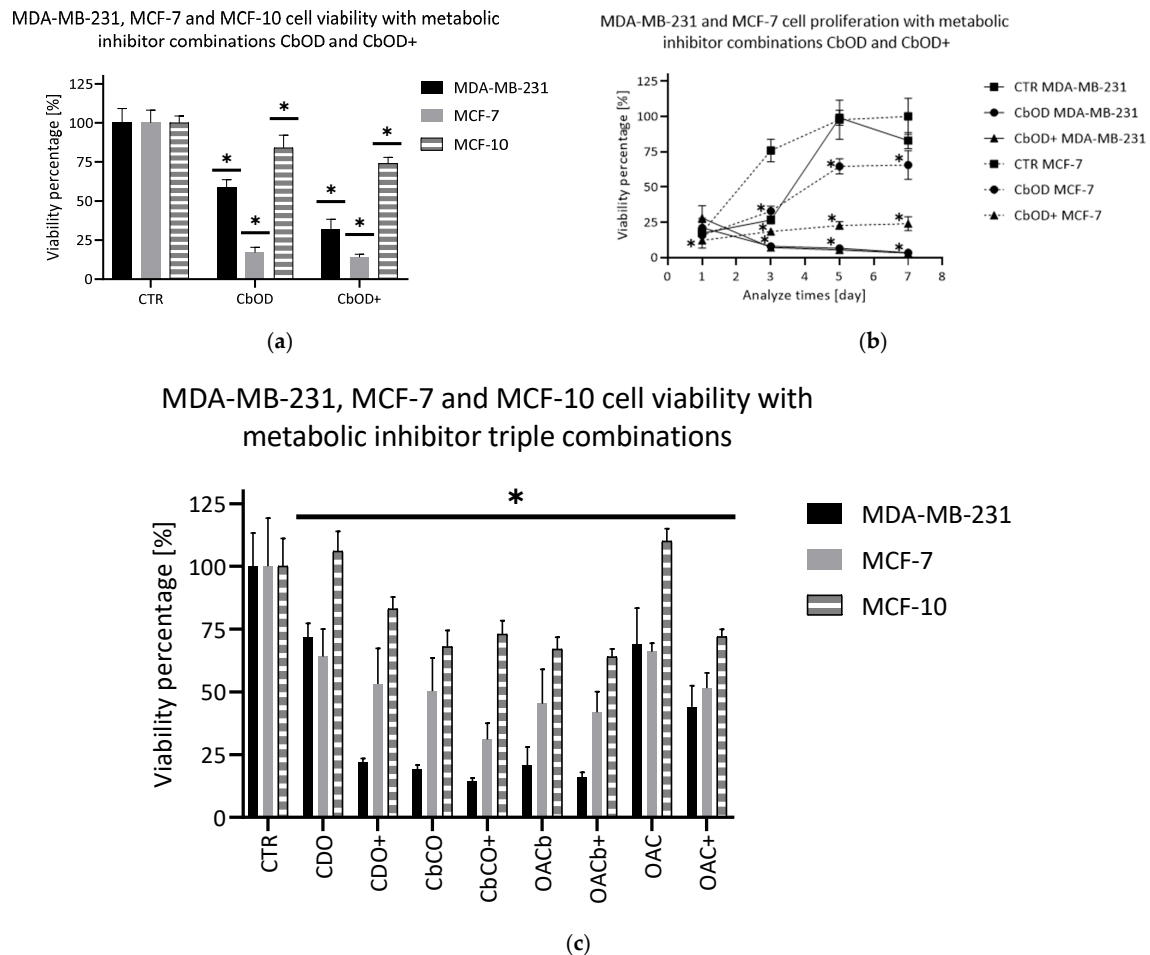 MDA-MB-231, MCF-7 and MCF-10 cell viability with metabolic
inhibitor combinations CbOD and CbOD+
Viability percentage [%]
125
100
75
50
25
0
*
*
*
*
*
*
CTR
CbOD
CbOD+
MDA-MB-231
MCF-7
MCF-10
(a)
MDA-MB-231 and MCF-7 cell proliferation with metabolic
inhibitor combinations CbOD and CbOD+
Viability percentage [%]
125
100
75
50
25
0
*
*
*
*
*
*
*
*
*
*
0 1 2 3 4 5 6 7 8
Analyze times [day]
CTR MDA-MB-231
CbOD MDA-MB-231
CbOD+ MDA-MB-231
CTR MCF-7
CbOD MCF-7
CbOD+ MCF-7
(b)
MDA-MB-231, MCF-7 and MCF-10 cell viability with
metabolic inhibitor triple combinations
Viability percentage [%]
125
100
75
50
25
0
*
CTR
CDO
CDO+
CbCO
CbCO+
OACb
OACb+
OAC
OAC+
MDA-MB-231
MCF-7
MCF-10
(c)